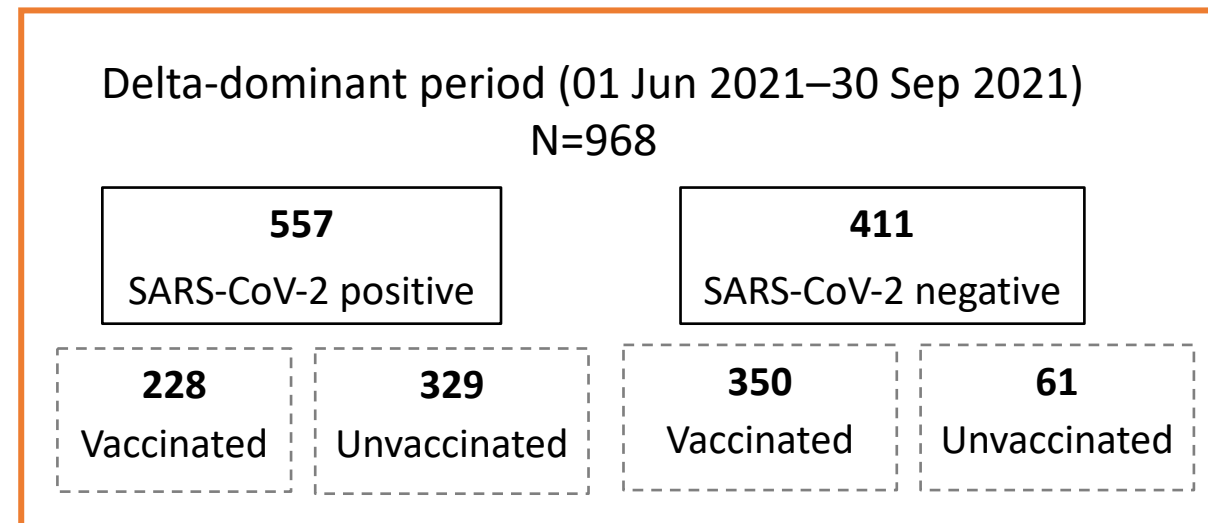 Delta-dominant period (01 Jun 2021–30 Sep 2021)
N=968
557
SARS-CoV-2 positive
411
SARS-CoV-2 negative
228
Vaccinated
329
Unvaccinated
350
Vaccinated
61
Unvaccinated